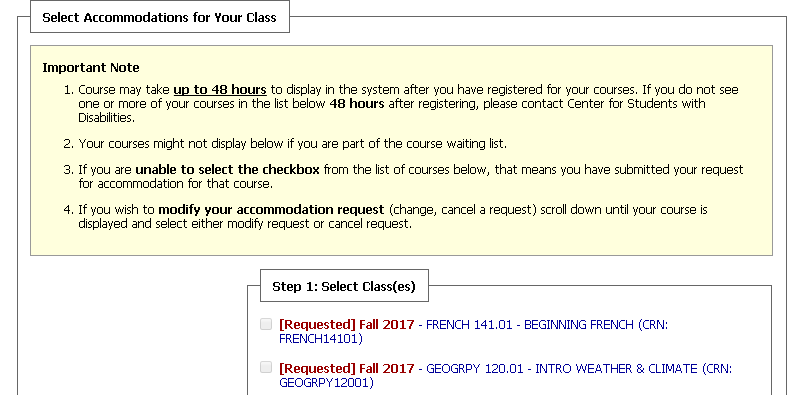 Select Accommodations for Your Class
Important Note
1. Course may take up to 48 hours to display in the system after you have registered for your courses. If you do not see
one or more of your courses in the list below 48 hours after registering, please contact Center for Students with
Disabilities.
2. Your courses might not display below if you are part of the course waiting list.
3. If you are unable to select the checkbox from the list of courses below, that means you have submitted your request
for accommodation for that course.
4. If you wish to modify your accommodation request (change, cancel a request) scroll down until your course is
displayed and select either modify request or cancel request.
Step 1: Select Class(es)
[Requested] Fall 2017 - FRENCH 141.01 - BEGINNING FRENCH (CRN:
FRENCH14101)
[Requested] Fall 2017 - GEOGRPY 120.01 - INTRO WEATHER & CLIMATE (CRN:
GEOGRPY12001)